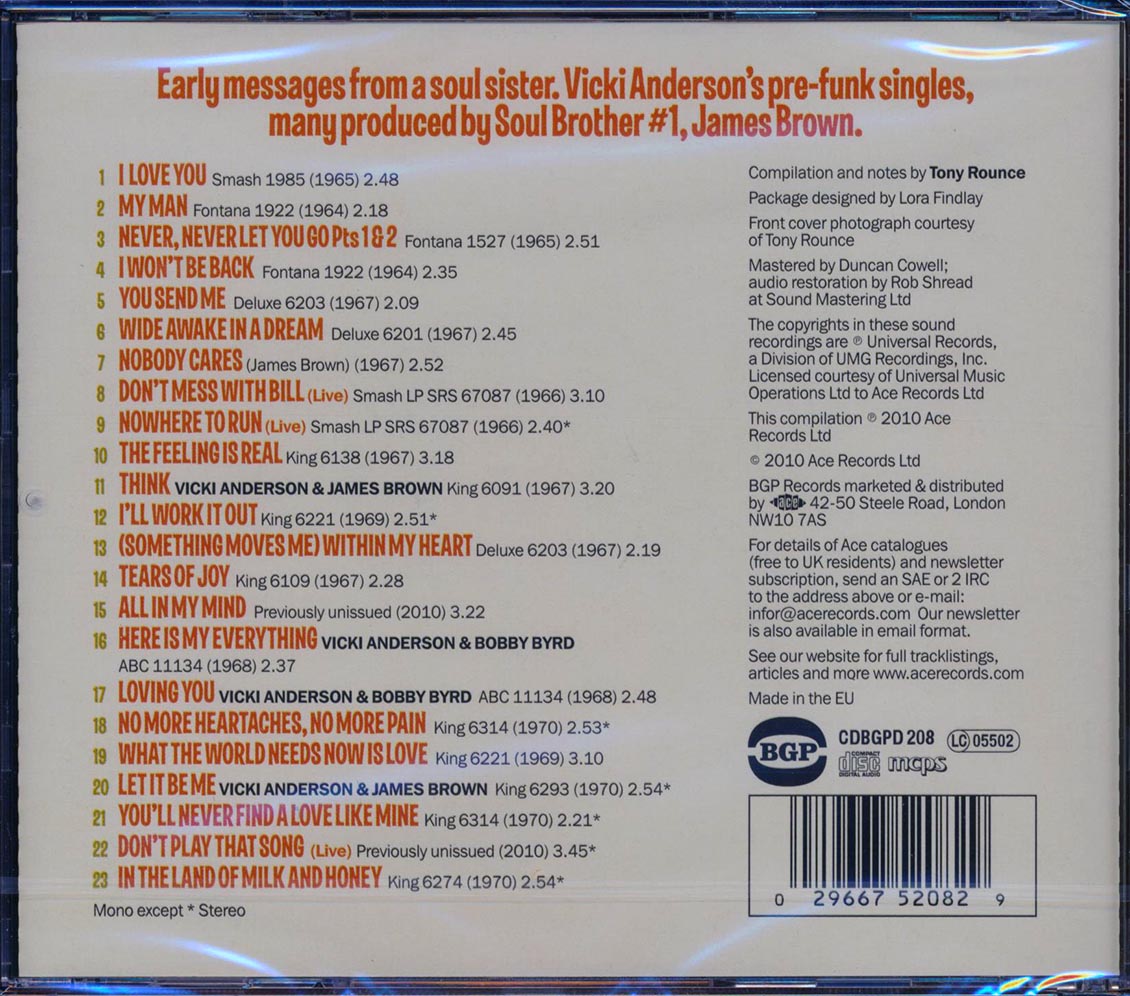 Early messages from a soul sister. Vicki Anderson's pre-funk singles,
many produced by Soul Brother #1, James Brown.
1 I LOVE YOU Smash 1985 (1965) 2.48
2 MY MAN Fontana 1922 (1964) 2.18
3 NEVER, NEVER LET YOU GO Pts 1 & 2 Fontana 1527 (1965) 2.51
4 I WON'T BE BACK Fontana 1922 (1964) 2.35
5 YOU SEND ME Deluxe 6203 (1967) 2.09
6 WIDE AWAKE IN A DREAM Deluxe 6201 (1967) 2.45
7 NOBODY CARES (James Brown) (1967) 2.52
8 DON'T MESS WITH BILL (Live) Smash LP SRS 67087 (1966) 3.10
9 NOWHERE TO RUN (Live) Smash LP SRS 67087 (1966) 2.40*
10 THE FEELING IS REAL King 6138 (1967) 3.18
11 THINK VICKI ANDERSON & JAMES BROWN King 6091 (1967) 3.20
12 I'LL WORK IT OUT King 6221 (1969) 2.51*
13 (SOMETHING MOVES ME) WITHIN MY HEART Deluxe 6203 (1967) 2.19
14 TEARS OF JOY King 6109 (1967) 2.28
15 ALL IN MY MIND Previously unissued (2010) 3.22
16 HERE IS MY EVERYTHING VICKI ANDERSON & BOBBY BYRD
ABC 11134 (1968) 2.37
17 LOVING YOU VICKI ANDERSON & BOBBY BYRD ABC 11134 (1968) 2.48
18 NO MORE HEARTACHES, NO MORE PAIN King 6314 (1970) 2.53*
19 WHAT THE WORLD NEEDS NOW IS LOVE King 6221 (1969) 3.10
20 LET IT BE ME VICKI ANDERSON & JAMES BROWN King 6293 (1970) 2.54*
21 YOU'LL NEVER FIND A LOVE LIKE MINE King 6314 (1970) 2.21*
22 DON'T PLAY THAT SONG (Live) Previously unissued (2010) 3.45*
23 IN THE LAND OF MILK AND HONEY King 6274 (1970) 2.54*
Mono except * Stereo
Compilation and notes by Tony Rounce
Package designed by Lora Findlay
Front cover photograph courtesy
of Tony Rounce
Mastered by Duncan Cowell;
audio restoration by Rob Shread
at Sound Mastering Ltd
The copyrights in these sound
recordings are ℗ Universal Records,
a Division of UMG Recordings, Inc.
Licensed courtesy of Universal Music
Operations Ltd to Ace Records Ltd
This compilation ℗ 2010 Ace
Records Ltd
© 2010 Ace Records Ltd
BGP Records marketed & distributed
by ace 42-50 Steele Road, London
NW10 7AS
For details of Ace catalogues
(free to UK residents) and newsletter
subscription, send an SAE or 2 IRC
to the address above or e-mail:
infor@acerecords.com Our newsletter
is also available in email format.
See our website for full tracklistings,
articles and more www.acerecords.com
Made in the EU
BGP
CDBGPD 208 LC 05502
COMPACT disc DIGITAL AUDIO mcps
0 29667 52082 9